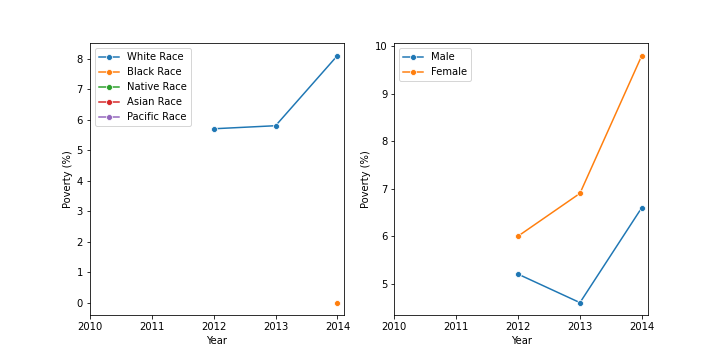 White Race
Black Race
Native Race
Asian Race
Pacific Race
8
7
6
5
4
3
2
1
0
Poverty (%)
2010 2011 2012 2013 2014
Year
Male
Female
10
9
8
7
6
5
Poverty (%)
2010 2011 2012 2013 2014
Year